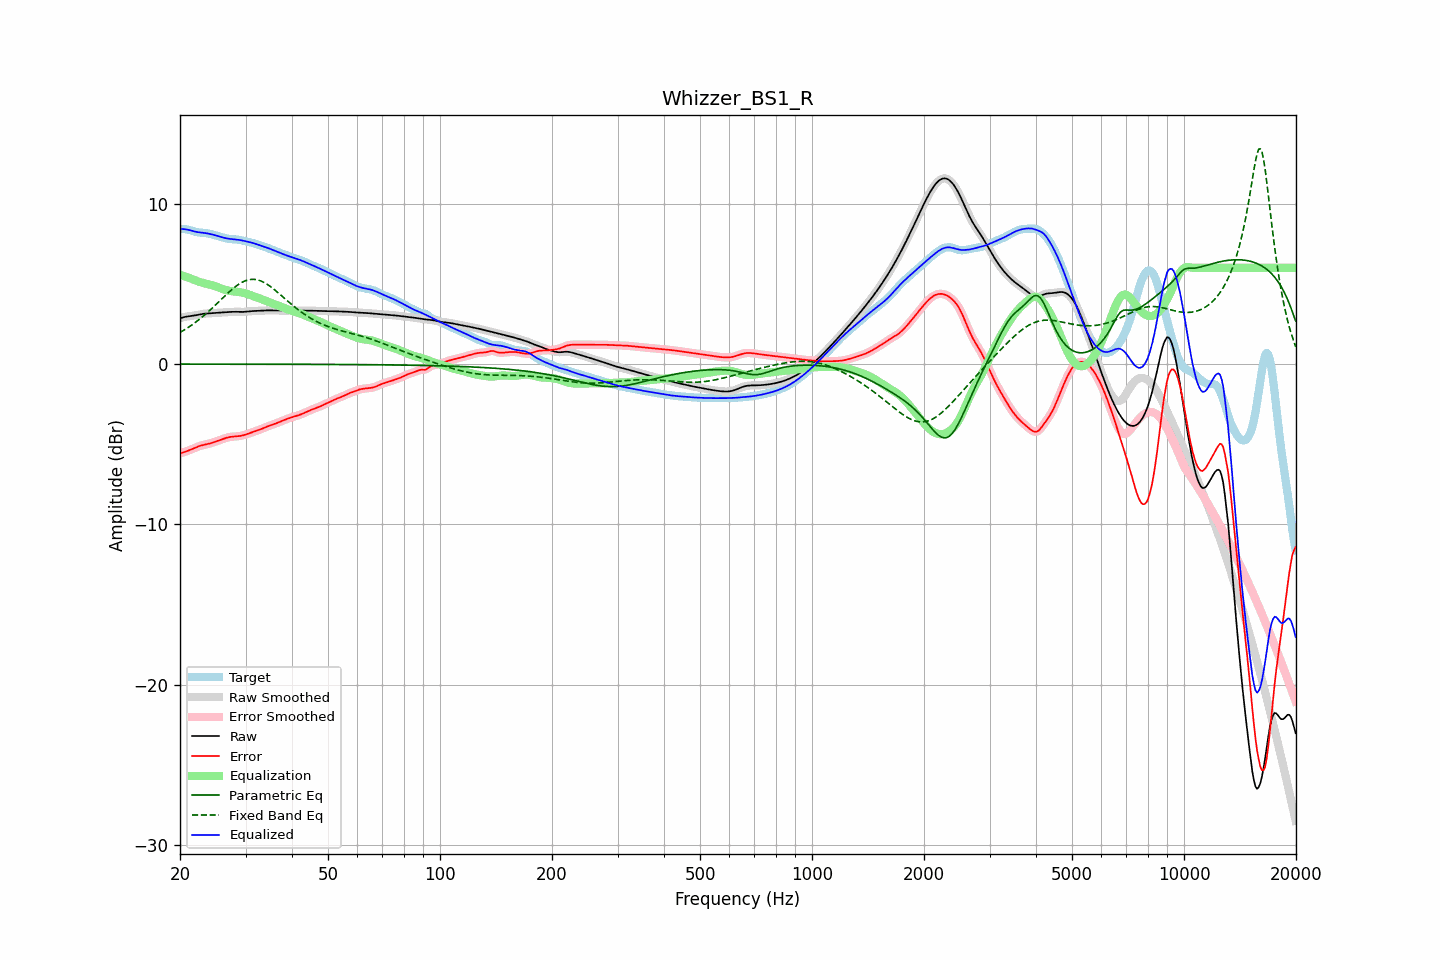 Whizzer_BS1_R
Amplitude (dBr)
10
0
−10
−20
−30
Target
Raw Smoothed
Error Smoothed
Raw
Error
Equalization
Parametric Eq
Fixed Band Eq
Equalized
20 50 100 200 500 1000 2000 5000 10000 20000
Frequency (Hz)